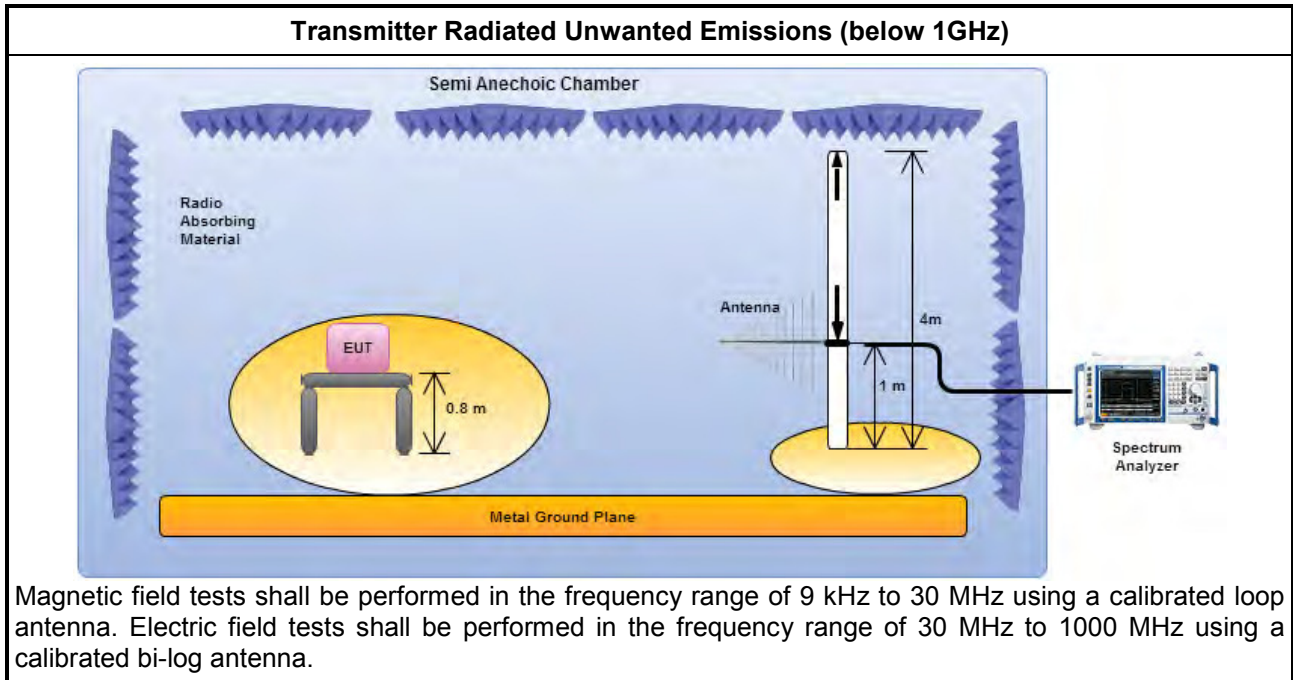 Transmitter Radiated Unwanted Emissions (below 1GHz)
Semi Anechoic Chamber
Radio
Absorbing
Material
Antenna
4m
EUT
1 m
0.8 m
Spectrum
Analyzer
Metal Ground Plane
Magnetic field tests shall be performed in the frequency range of 9 kHz to 30 MHz using a calibrated loop
antenna. Electric field tests shall be performed in the frequency range of 30 MHz to 1000 MHz using a
calibrated bi-log antenna.